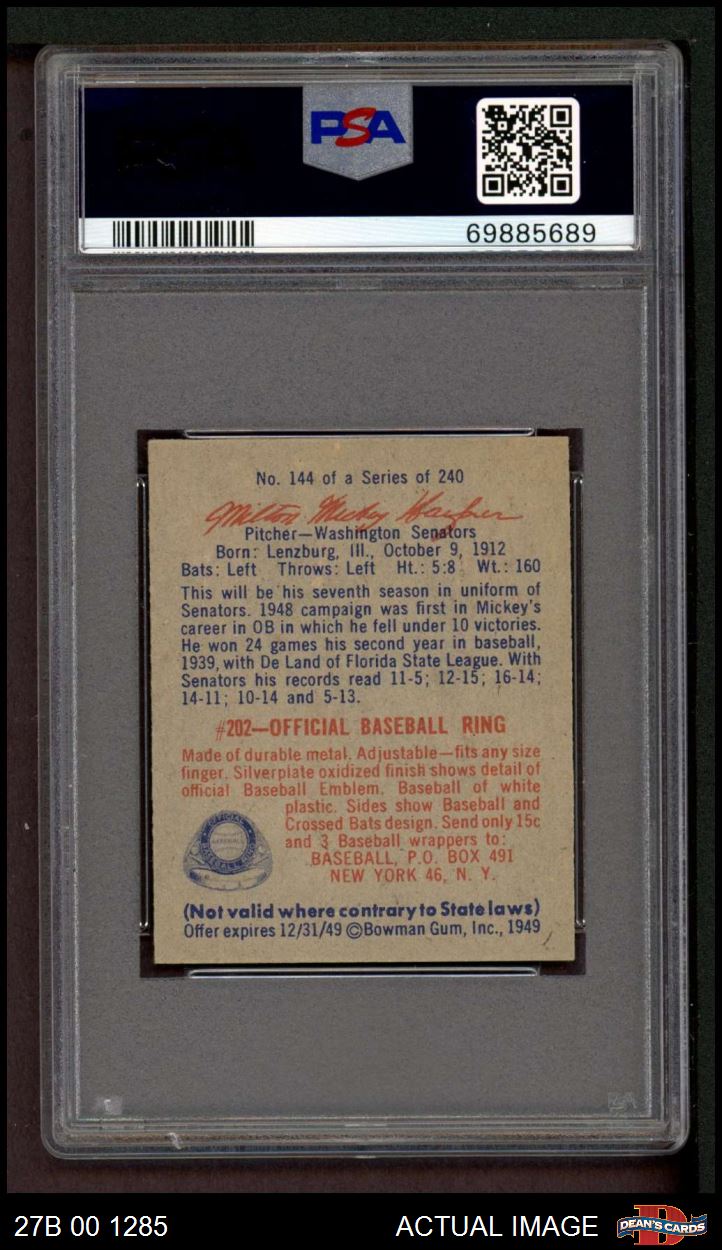 PSA
69885689
No. 144 of a Series of 240
Milton Mickey Haefner
Pitcher—Washington Senators
Born: Lenzburg, Ill., October 9, 1912
Bats: Left Throws: Left Ht.: 5:8 Wt.: 160
This will be his seventh season in uniform of
Senators. 1948 campaign was first in Mickey's
career in OB in which he fell under 10 victories.
He won 24 games his second year in baseball,
1939, with De Land of Florida State League. With
Senators his records read 11-5; 12-15; 16-14;
14-11; 10-14 and 5-13.
#202—OFFICIAL BASEBALL RING
Made of durable metal. Adjustable—fits any size
finger. Silverplate oxidized finish shows detail of
official Baseball Emblem. Baseball of white
plastic. Sides show Baseball and
Crossed Bats design. Send only 15c
and 3 Baseball wrappers to:
BASEBALL, P.O. BOX 491
NEW YORK 46, N. Y.
OFFICIAL
BASEBALL RING
(Not valid where contrary to State laws)
Offer expires 12/31/49 ©Bowman Gum, Inc., 1949
PSA
27B 00 1285
ACTUAL IMAGE
DEAN'S CARDS